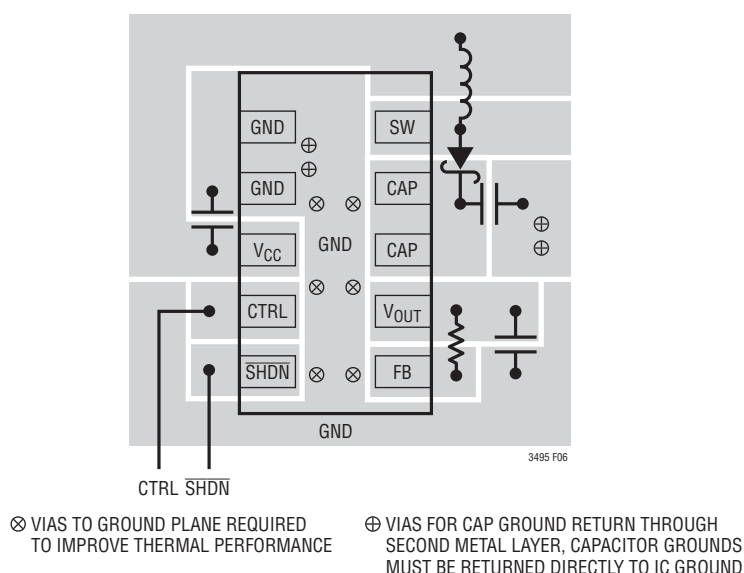 GND SW
GND CAP
VCC GND CAP
CTRL VOUT
SHDN FB
GND
3495 F06
CTRL SHDN
⊗ VIAS TO GROUND PLANE REQUIRED
TO IMPROVE THERMAL PERFORMANCE
⊕ VIAS FOR CAP GROUND RETURN THROUGH
SECOND METAL LAYER, CAPACITOR GROUNDS
MUST BE RETURNED DIRECTLY TO IC GROUND